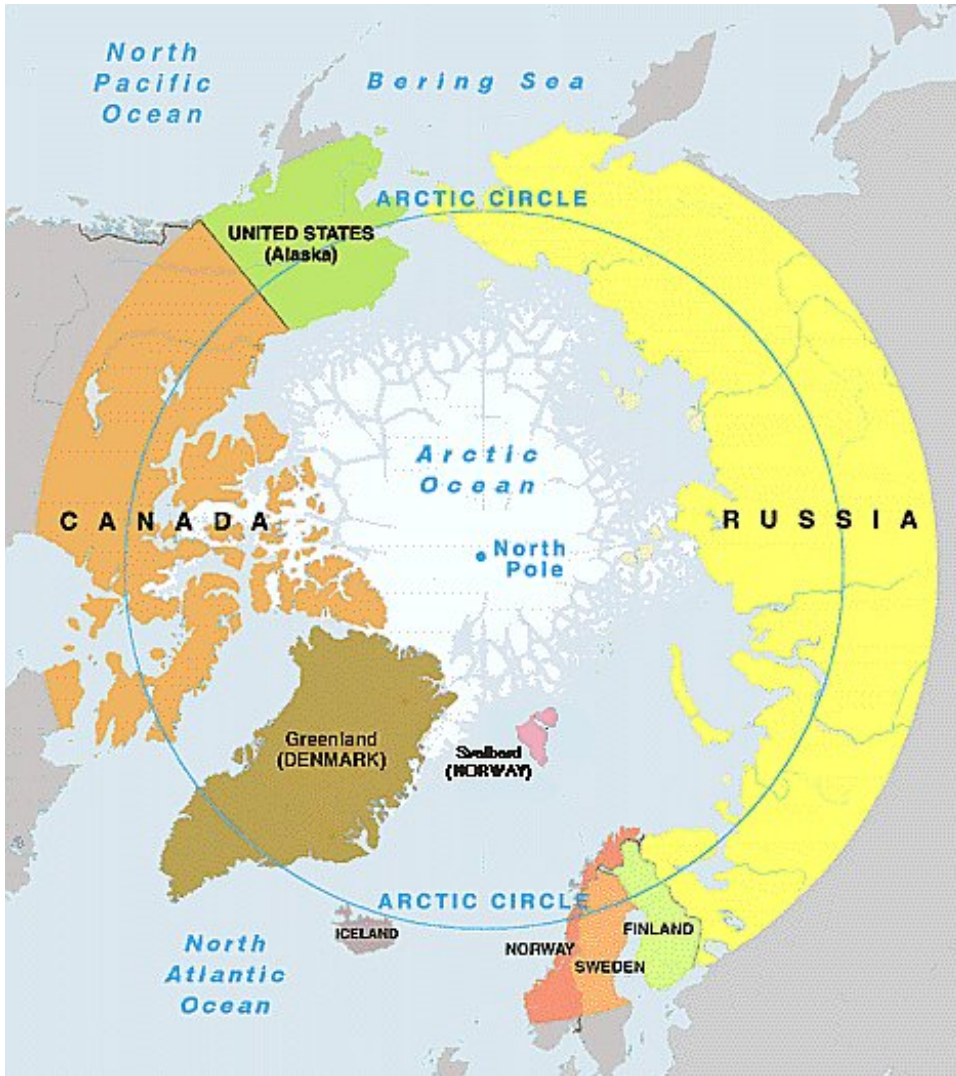 North
Pacific
Ocean
Bering Sea
ARCTIC CIRCLE
UNITED STATES
(Alaska)
Arctic
Ocean
CANADA
RUSSIA
North
Pole
Greenland
(DENMARK)
Svalbard
(NORWAY)
ARCTIC CIRCLE
ICELAND
FINLAND
NORWAY
SWEDEN
North
Atlantic
Ocean